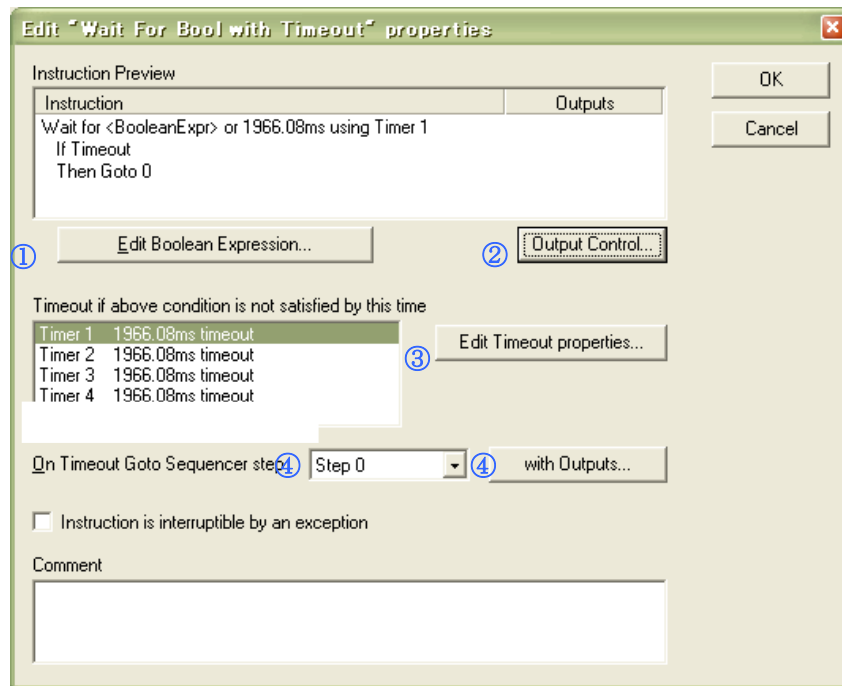 Edit "Wait For Bool with Timeout" properties
Instruction Preview
OK
Instruction Outputs
Wait for <BooleanExpr> or 1966.08ms using Timer 1
Cancel
If Timeout
Then Goto 0
① Edit Boolean Expression... ② Output Control...
Timeout if above condition is not satisfied by this time
Timer 1 1966.08ms timeout
③ Edit Timeout properties...
Timer 2 1966.08ms timeout
Timer 3 1966.08ms timeout
Timer 4 1966.08ms timeout
On Timeout Goto Sequencer step ④ Step 0 ④ with Outputs...
Instruction is interruptible by an exception
Comment